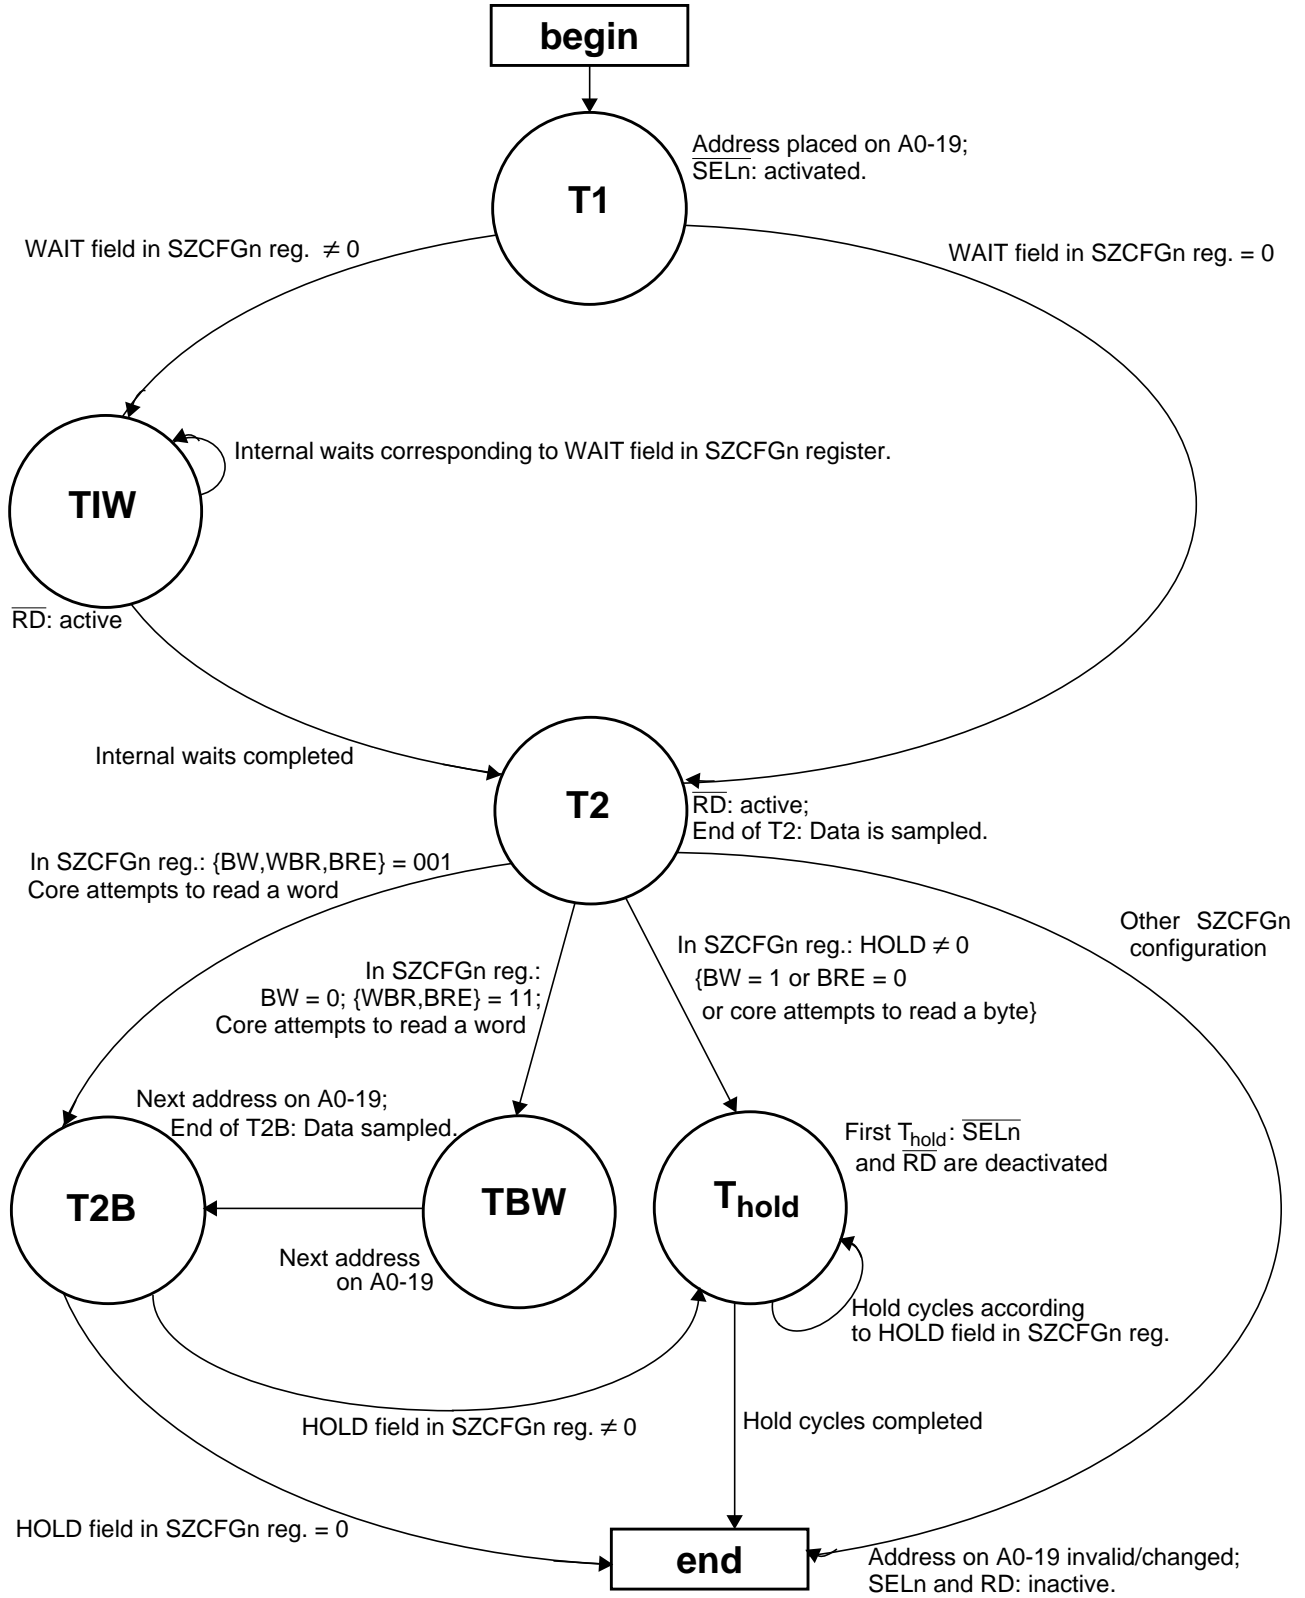 begin
T1
Address placed on A0-19;
SELn: activated.
WAIT field in SZCFGn reg. ≠ 0
WAIT field in SZCFGn reg. = 0
Internal waits corresponding to WAIT field in SZCFGn register.
TIW
RD: active
Internal waits completed
T2
RD: active;
End of T2: Data is sampled.
In SZCFGn reg.: {BW,WBR,BRE} = 001
Core attempts to read a word
In SZCFGn reg.:
BW = 0; {WBR,BRE} = 11;
Core attempts to read a word
In SZCFGn reg.: HOLD ≠ 0
{BW = 1 or BRE = 0
or core attempts to read a byte}
Other SZCFGn
configuration
Next address on A0-19;
End of T2B: Data sampled.
T2B
TBW
Thold
First Thold: SELn
and RD are deactivated
Next address
on A0-19
Hold cycles according
to HOLD field in SZCFGn reg.
HOLD field in SZCFGn reg. ≠ 0
Hold cycles completed
HOLD field in SZCFGn reg. = 0
end
Address on A0-19 invalid/changed;
SELn and RD: inactive.